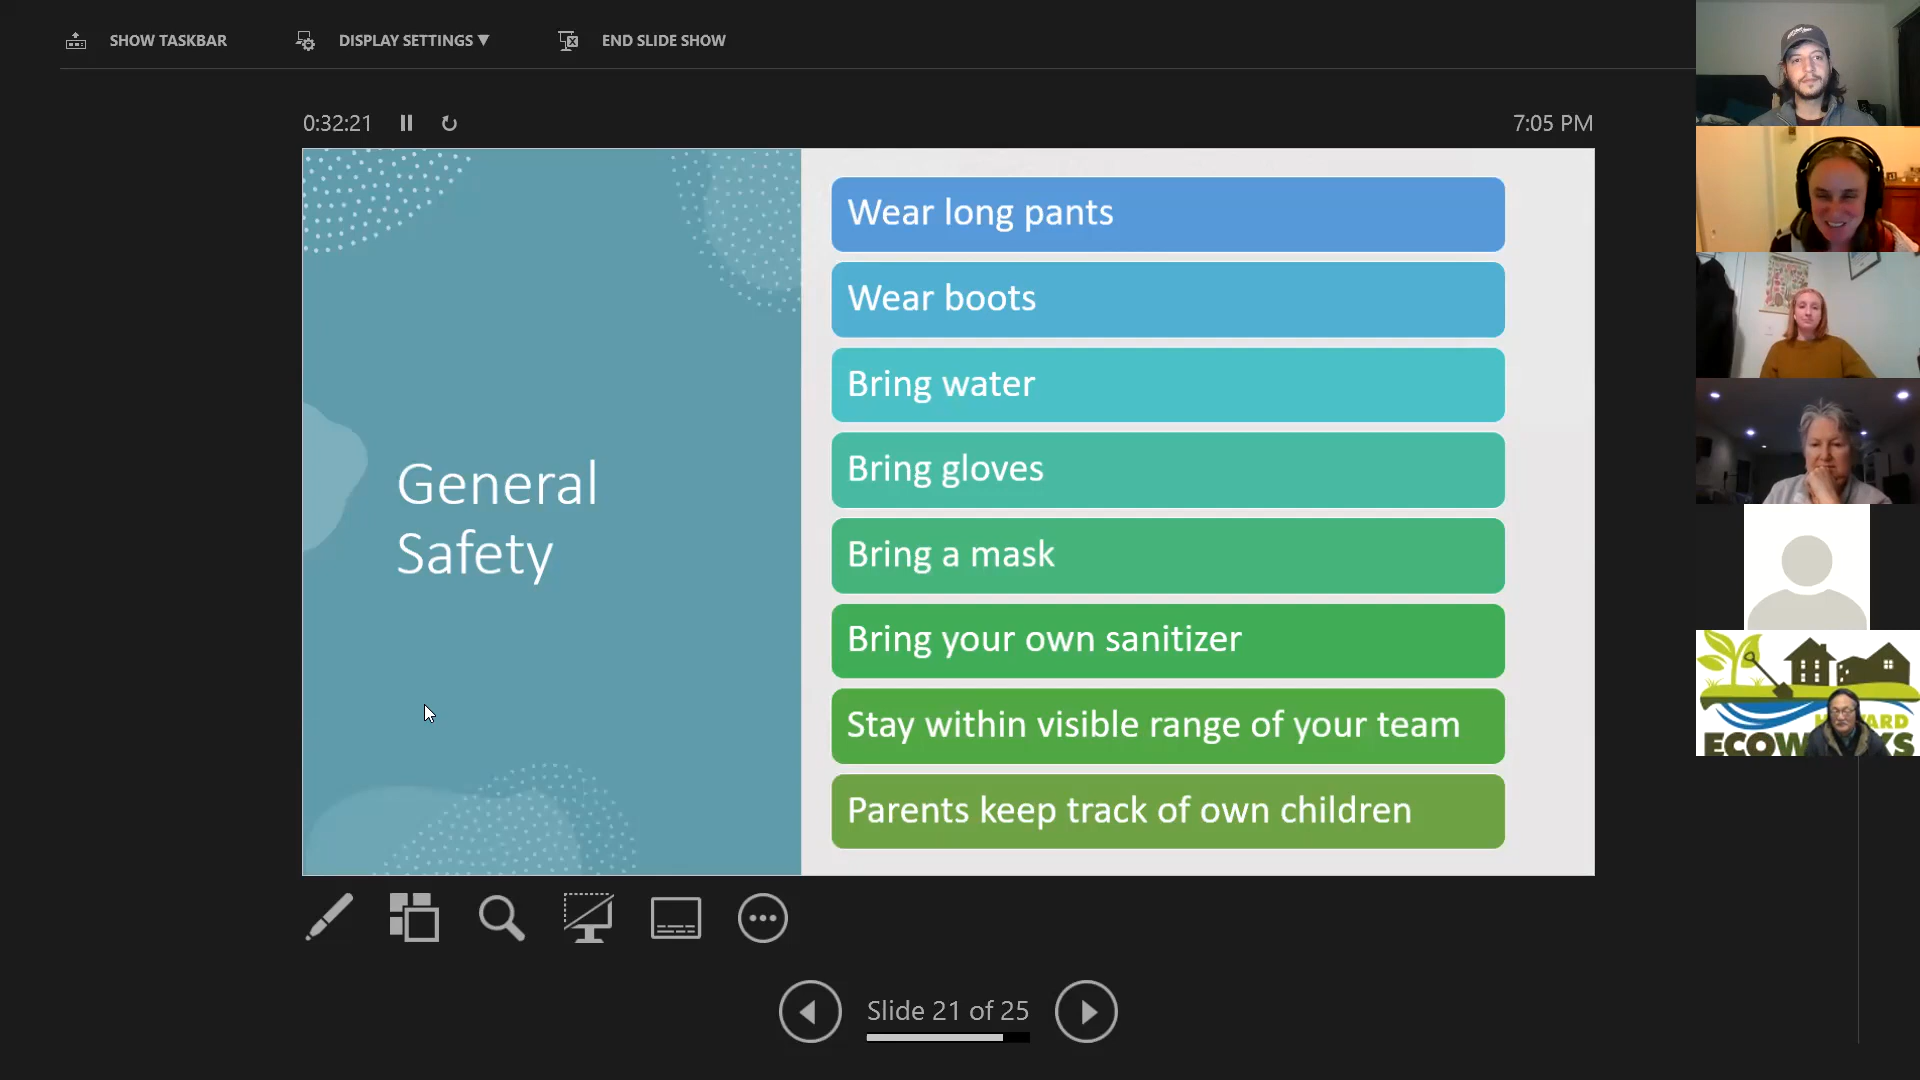 SHOW TASKBAR
DISPLAY SETTINGS ▼
END SLIDE SHOW
0:32:21
7:05 PM
General
Safety
Wear long pants
Wear boots
Bring water
Bring gloves
Bring a mask
Bring your own sanitizer
Stay within visible range of your team
Parents keep track of own children
Slide 21 of 25